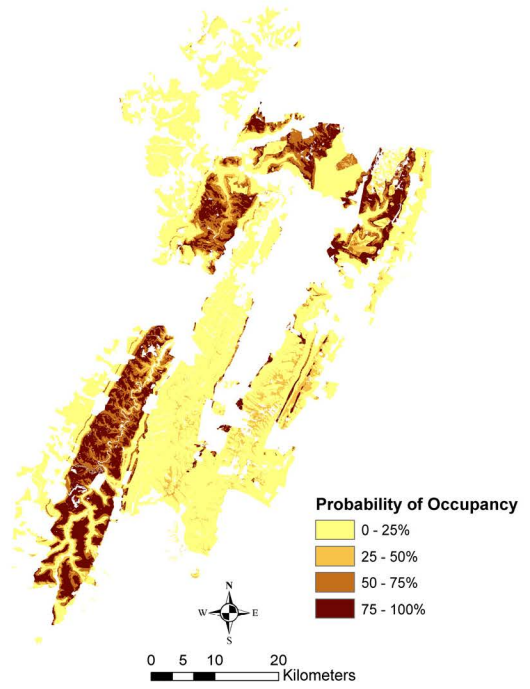 Probability of Occupancy
0 - 25%
25 - 50%
50 - 75%
75 - 100%
N
W E
S
0 5 10 20
Kilometers